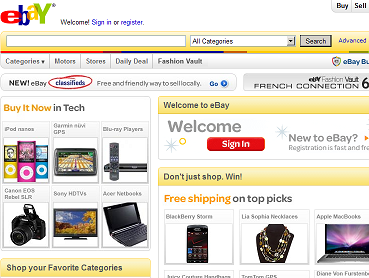 ebaY
Buy Sell
Welcome! Sign in or register.
All Categories Search Advanced
Categories Motors Stores Daily Deal Fashion Vault eBay Bu
NEW! eBay classifieds Free and friendly way to sell locally. Go
ebaY Fashion Vault
FRENCH CONNECTION 6
Buy It Now in Tech
iPod nanos
Garmin nüvi GPS
Blu-ray Players
Canon EOS Rebel SLR
Sony HDTVs
Acer Netbooks
Shop your Favorite Categories
Welcome to eBay
Welcome
Sign In
New to eBay?
Registration is fast and fre
Don't just shop. Win!
Free shipping on top picks
BlackBerry Storm
Lia Sophia Necklaces
Apple MacBooks
Juicy Couture Handbags
TomTom GPS
Diane Von Furstenbe